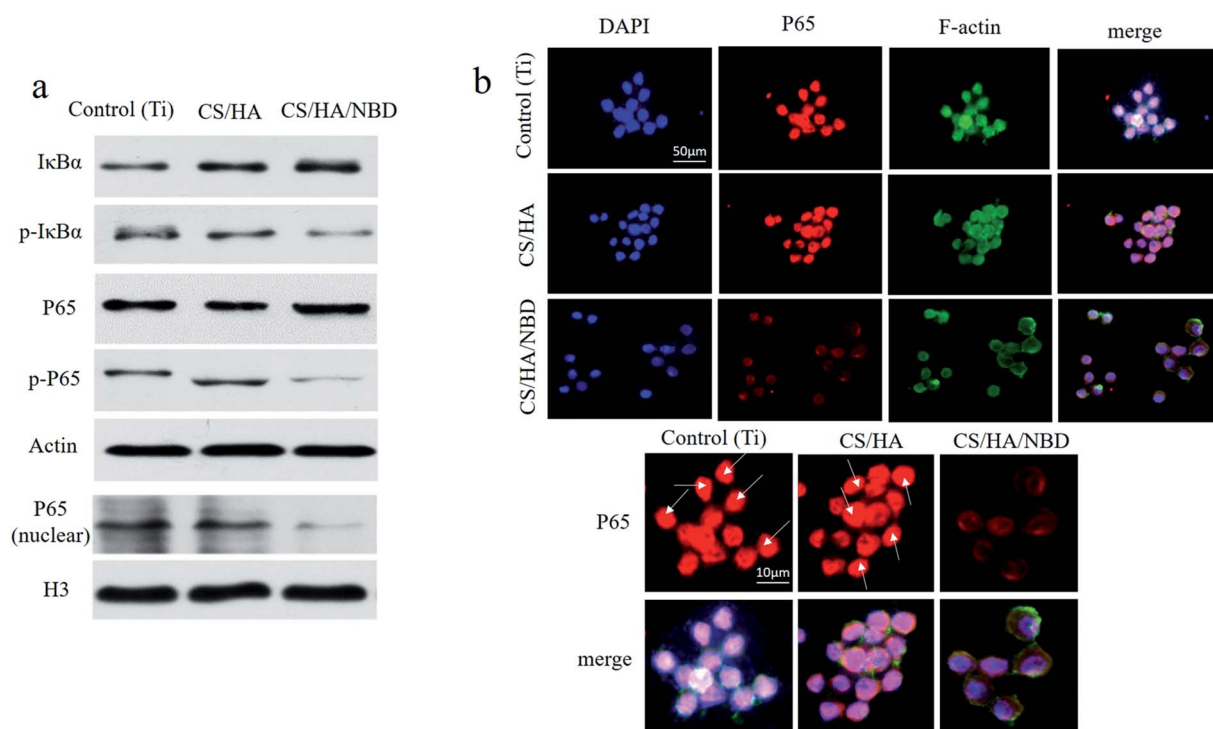 a
Control (Ti) CS/HA CS/HA/NBD
IκBα
p-IκBα
P65
p-P65
Actin
P65
(nuclear)
H3
b
DAPI P65 F-actin merge
Control (Ti)
50μm
CS/HA
CS/HA/NBD
Control (Ti) CS/HA CS/HA/NBD
P65
10μm
merge